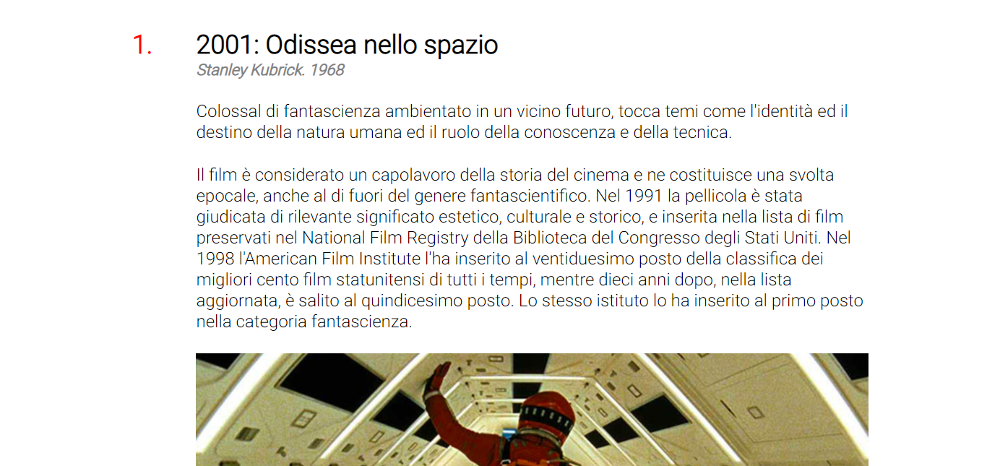 1. 2001: Odissea nello spazio
Stanley Kubrick. 1968
Colossal di fantascienza ambientato in un vicino futuro, tocca temi come l'identità ed il
destino della natura umana ed il ruolo della conoscenza e della tecnica.
Il film è considerato un capolavoro della storia del cinema e ne costituisce una svolta
epocale, anche al di fuori del genere fantascientifico. Nel 1991 la pellicola è stata
giudicata di rilevante significato estetico, culturale e storico, e inserita nella lista di film
preservati nel National Film Registry della Biblioteca del Congresso degli Stati Uniti. Nel
1998 l'American Film Institute l'ha inserito al ventiduesimo posto della classifica dei
migliori cento film statunitensi di tutti i tempi, mentre dieci anni dopo, nella lista
aggiornata, è salito al quindicesimo posto. Lo stesso istituto lo ha inserito al primo posto
nella categoria fantascienza.